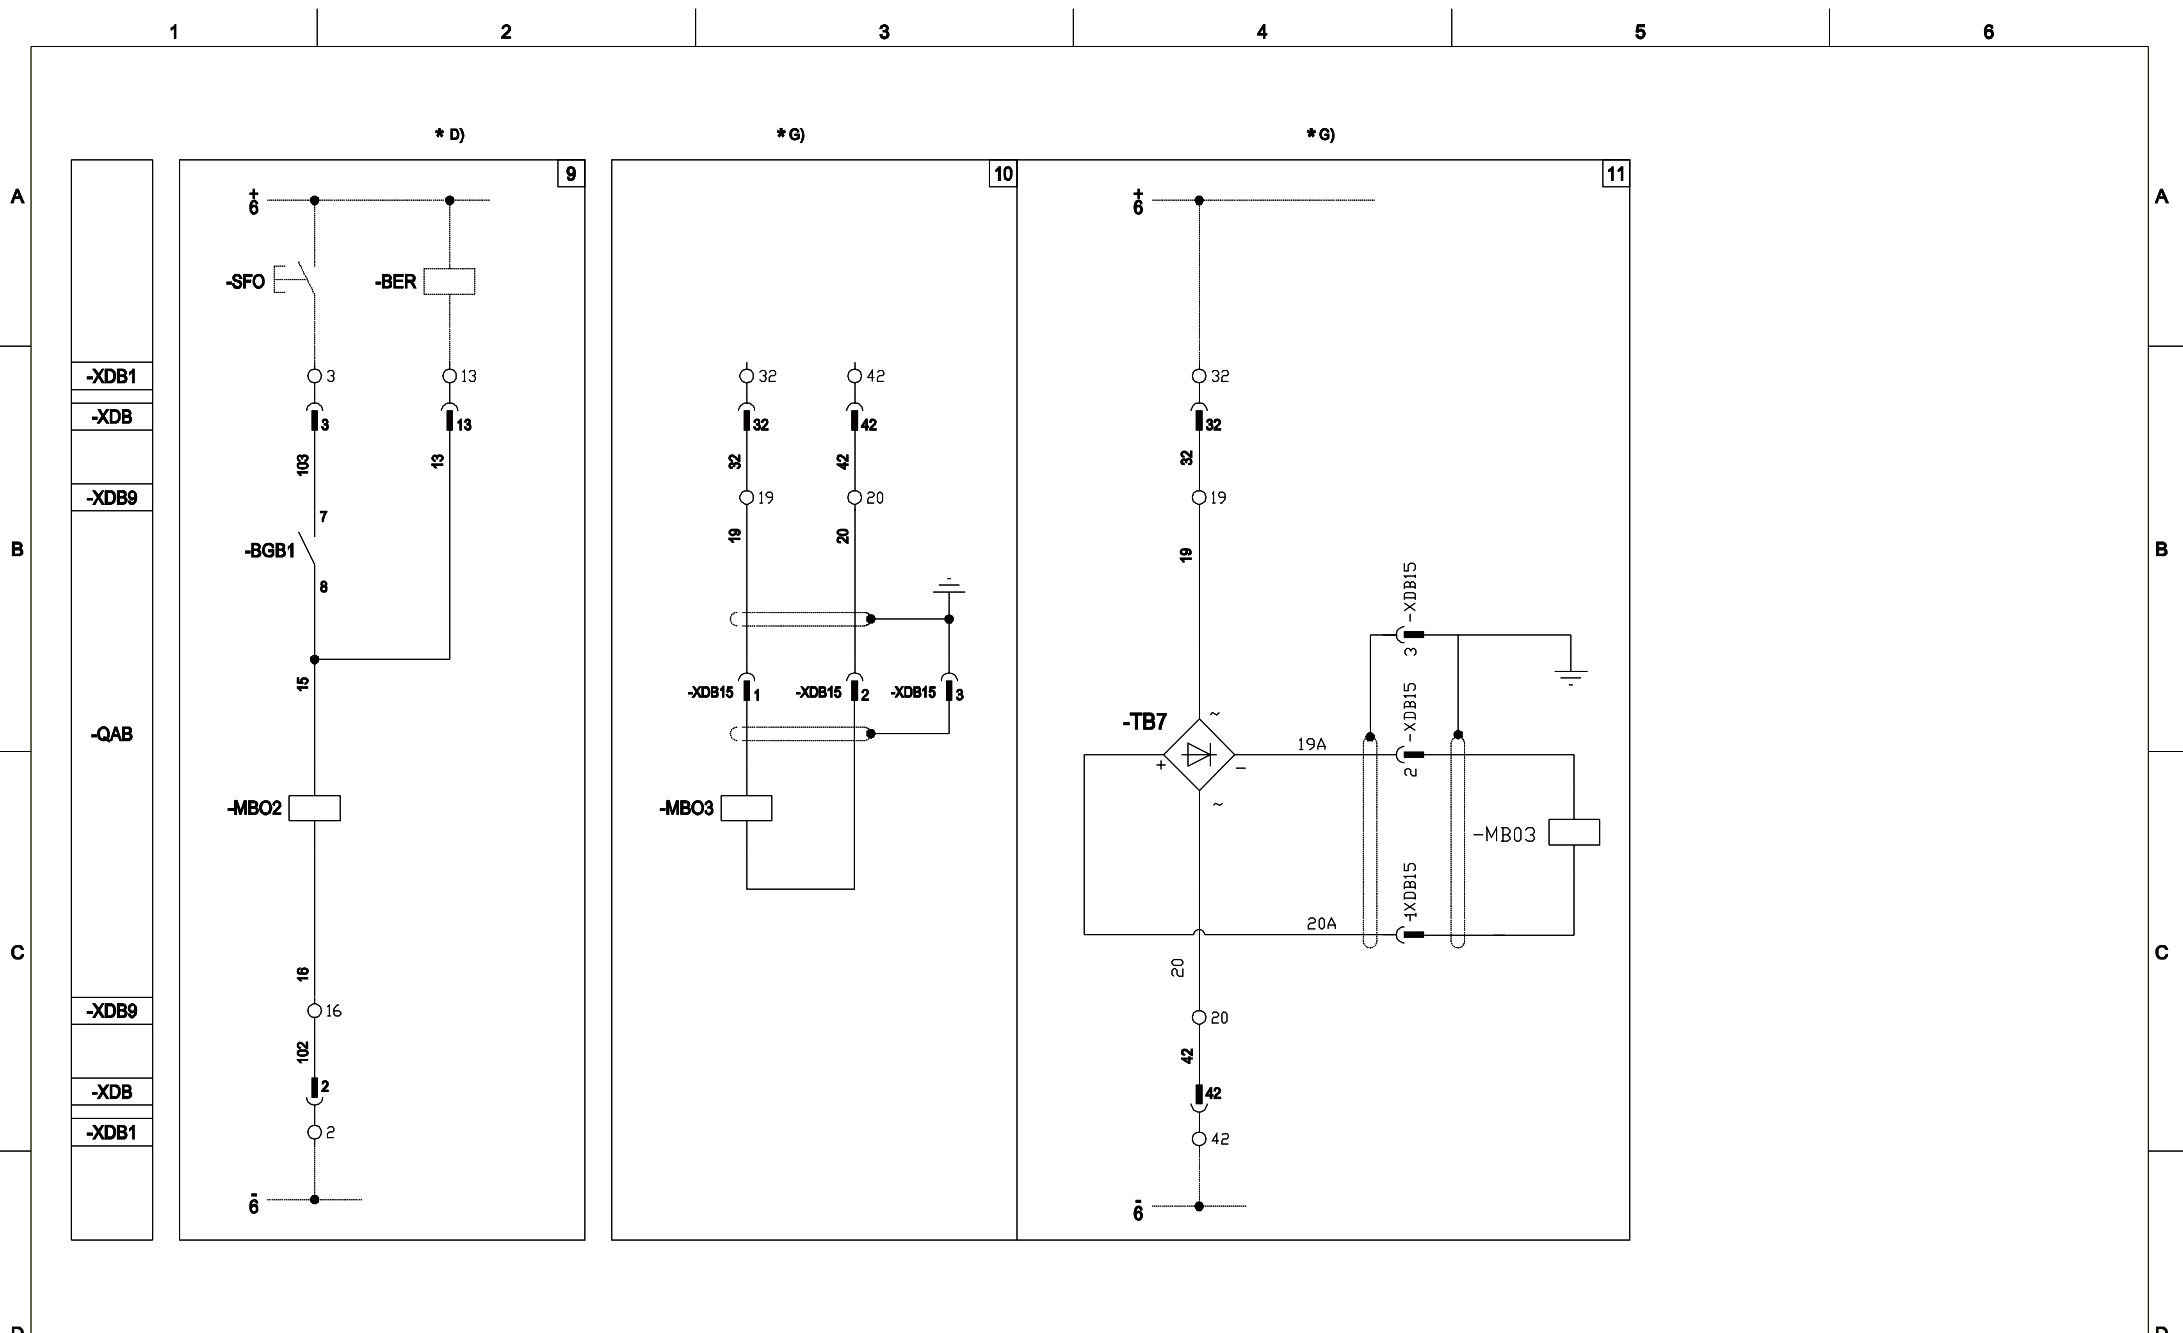 1 2 3 4 5 6
* D) * G) * G)
9 10 11
A A
+ +
6 6
-SFO -BER
-XDB1 3 13 32 42 32
-XDB 3 13 32 42 32
103 13 32 42 32
-XDB9 19 20 19
7
19 20 19
B -BGB1 B
8
-XDB15
3
15
-XDB15 1 -XDB15 2 -XDB15 3
-XDB15
2
-QAB
-TB7 ~
19A
+ -
~
-MBO2 -MBO3 -MB03
-XDB15
1
20A
C C
16 20
-XDB9 16 20
102 42
-XDB 2 42
-XDB1 2 42
- -
6 6
D D